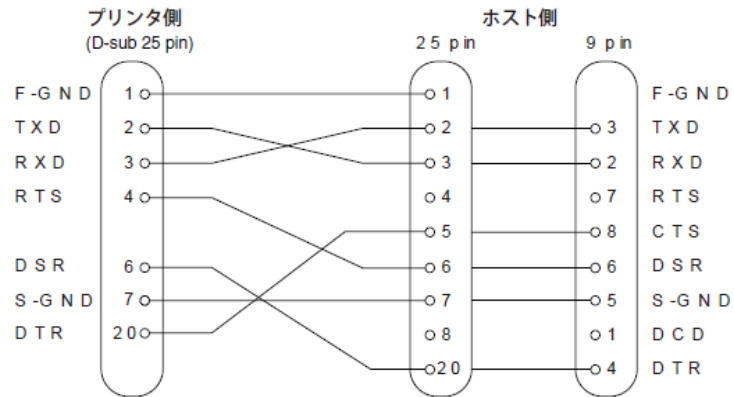 プリンタ側 ホスト側
(D-sub 25 pin) 25 pin 9 pin
F-GND 1 1 F-GND
TXD 2 2 3 TXD
RXD 3 3 2 RXD
RTS 4 4 7 RTS
5 8 CTS
DSR 6 6 6 DSR
S-GND 7 7 5 S-GND
DTR 20 8 1 DCD
20 4 DTR